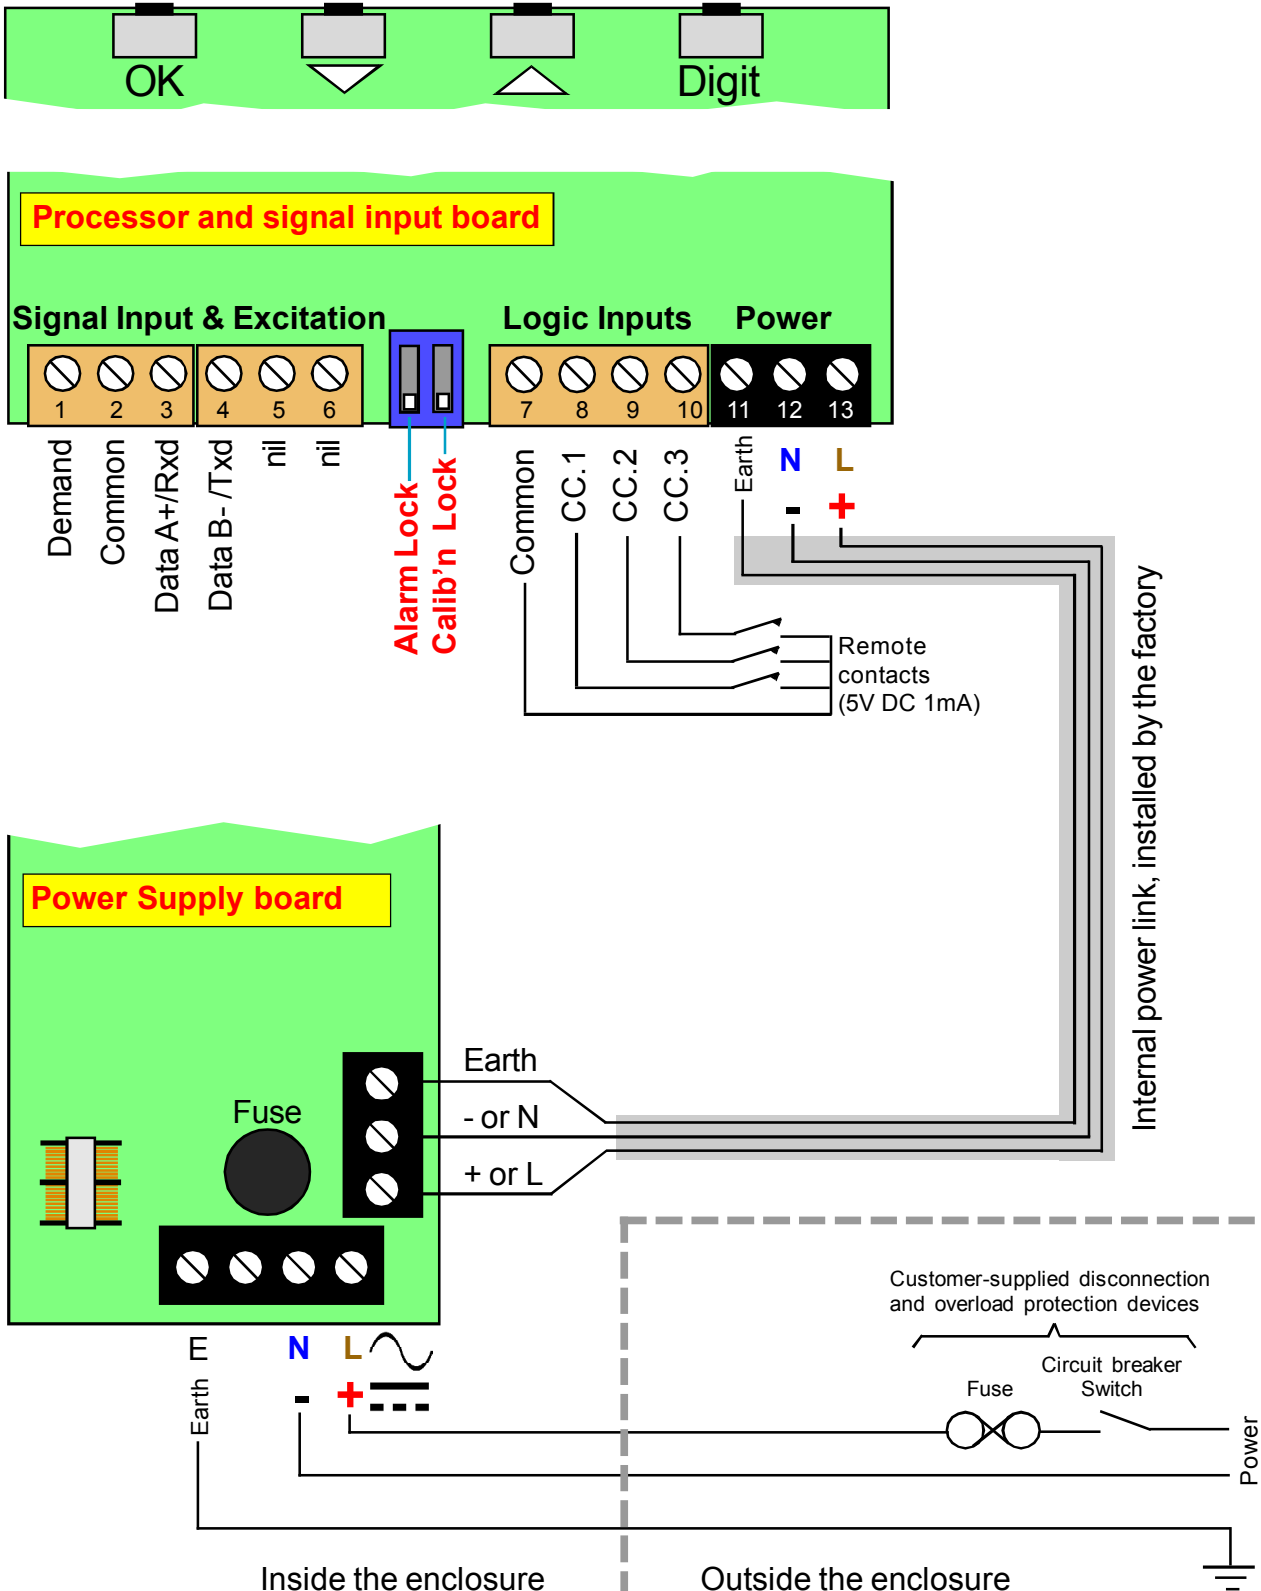 OK
Digit
Processor and signal input board
Signal Input & Excitation
Logic Inputs
Power
1 2 3 4 5 6
7 8 9 10 11 12 13
Demand
Common
Data A+/Rxd
Data B- /Txd
nil
nil
Alarm Lock
Calib'n Lock
Common
CC.1
CC.2
CC.3
Earth
N
L
-
+
Remote
contacts
(5V DC 1mA)
Internal power link, installed by the factory
Power Supply board
Fuse
Earth
- or N
+ or L
E
N
L
Earth
-
+
Customer-supplied disconnection
and overload protection devices
Circuit breaker
Fuse
Switch
Power
Inside the enclosure
Outside the enclosure